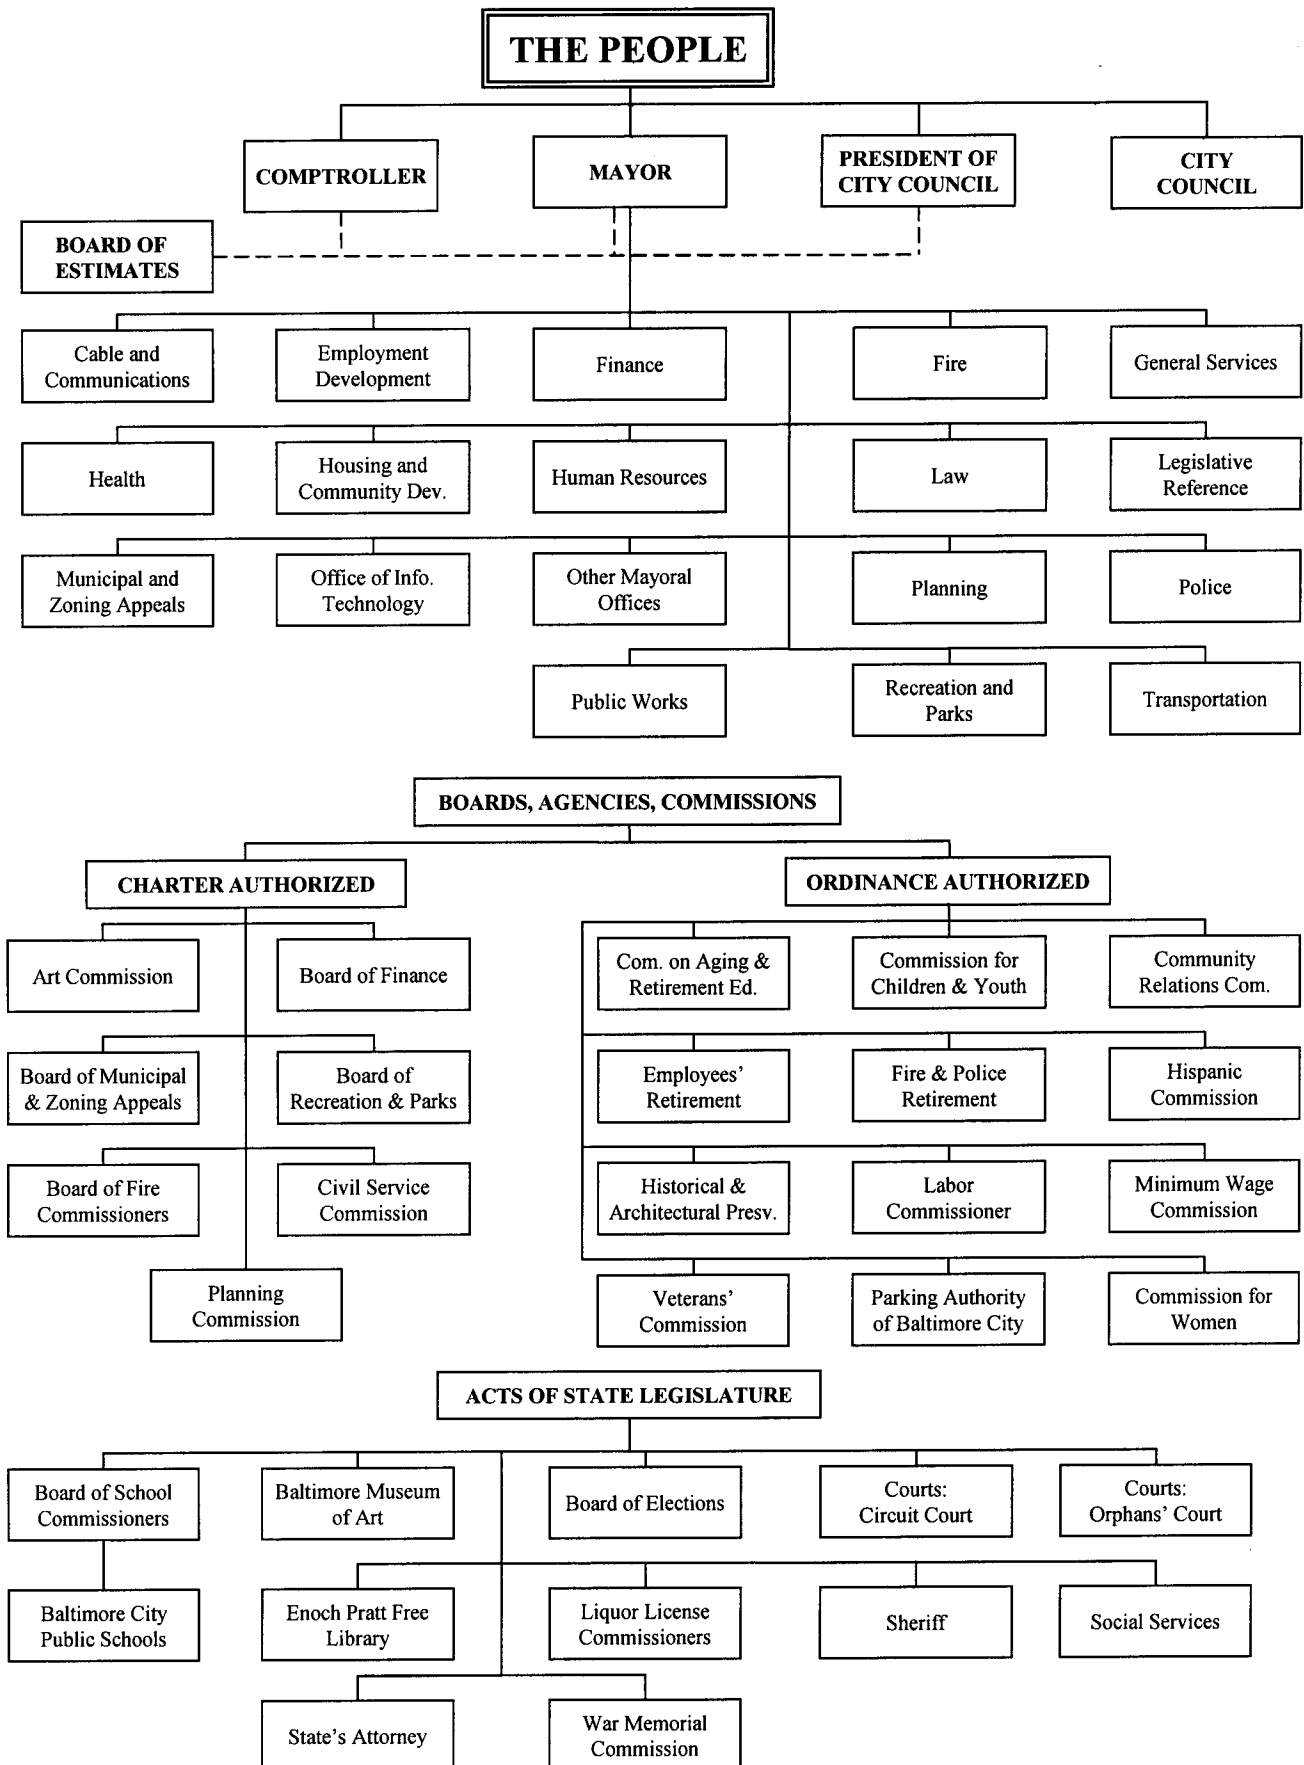 THE PEOPLE
COMPTROLLER
MAYOR
PRESIDENT OF
CITY COUNCIL
CITY
COUNCIL
BOARD OF
ESTIMATES
Cable and
Communications
Employment
Development
Finance
Fire
General Services
Health
Housing and
Community Dev.
Human Resources
Law
Legislative
Reference
Municipal and
Zoning Appeals
Office of Info.
Technology
Other Mayoral
Offices
Planning
Police
Public Works
Recreation and
Parks
Transportation
BOARDS, AGENCIES, COMMISSIONS
CHARTER AUTHORIZED
Art Commission
Board of Finance
Board of Municipal
& Zoning Appeals
Board of
Recreation & Parks
Board of Fire
Commissioners
Civil Service
Commission
Planning
Commission
ORDINANCE AUTHORIZED
Com. on Aging &
Retirement Ed.
Commission for
Children & Youth
Community
Relations Com.
Employees’
Retirement
Fire & Police
Retirement
Hispanic
Commission
Historical &
Architectural Presv.
Labor
Commissioner
Minimum Wage
Commission
Veterans’
Commission
Parking Authority
of Baltimore City
Commission for
Women
ACTS OF STATE LEGISLATURE
Board of School
Commissioners
Baltimore Museum
of Art
Board of Elections
Courts:
Circuit Court
Courts:
Orphans’ Court
Baltimore City
Public Schools
Enoch Pratt Free
Library
Liquor License
Commissioners
Sheriff
Social Services
State’s Attorney
War Memorial
Commission